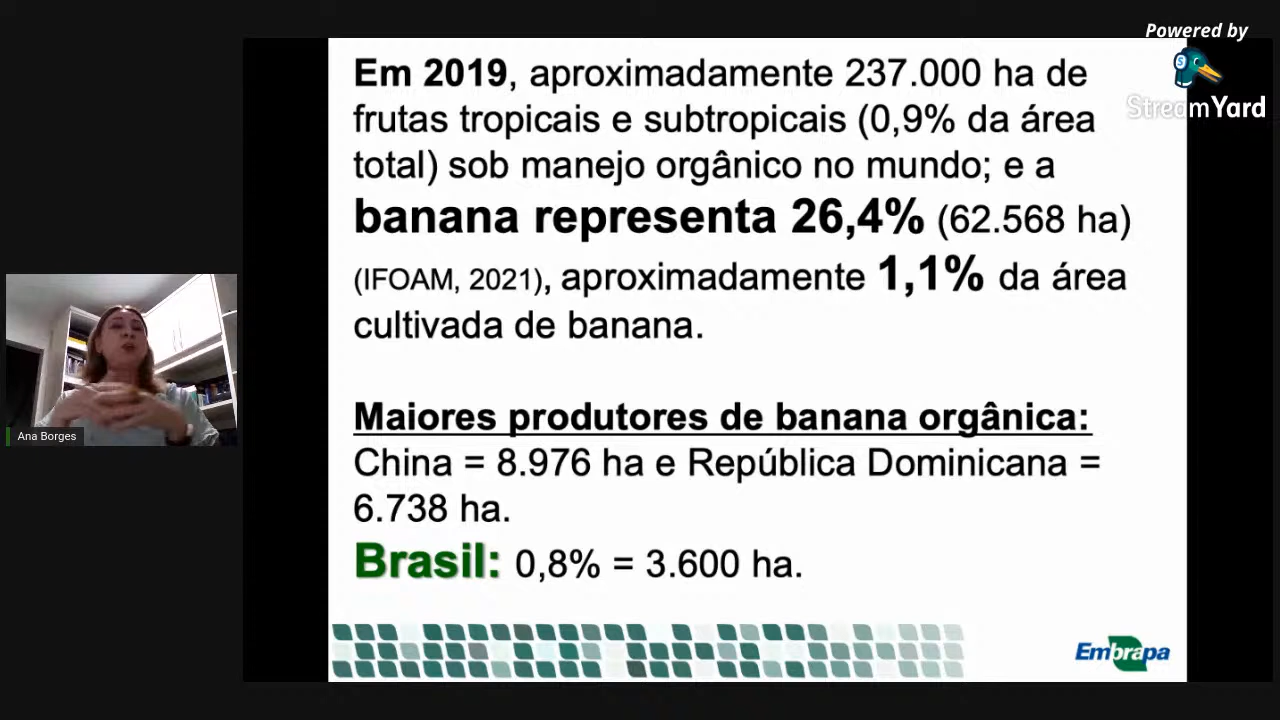 Powered by
StreamYard
Em 2019, aproximadamente 237.000 ha de
frutas tropicais e subtropicais (0,9% da área
total) sob manejo orgânico no mundo; e a
banana representa 26,4% (62.568 ha)
(IFOAM, 2021), aproximadamente 1,1% da área
cultivada de banana.
Maiores produtores de banana orgânica:
China = 8.976 ha e República Dominicana =
6.738 ha.
Brasil: 0,8% = 3.600 ha.
Embrapa
Ana Borges